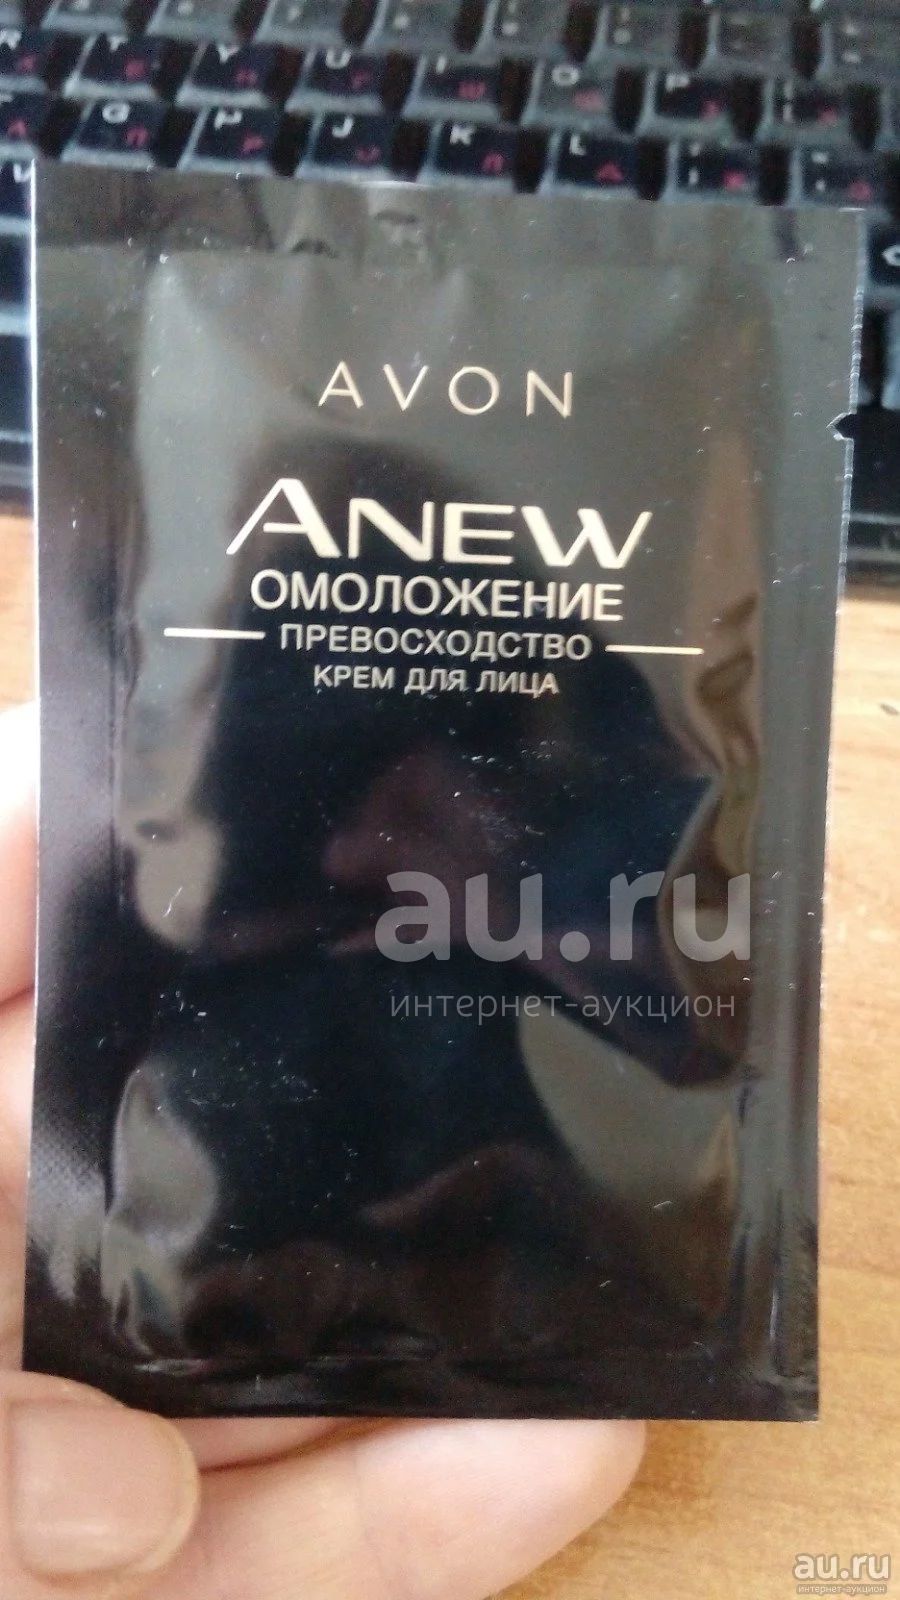 R T Y U I O P
G H J K L
AVON
ANEW
ОМОЛОЖЕНИЕ
ПРЕВОСХОДСТВО
КРЕМ ДЛЯ ЛИЦА
au.ru
интернет-аукцион
au.ru
интернет-аукцион